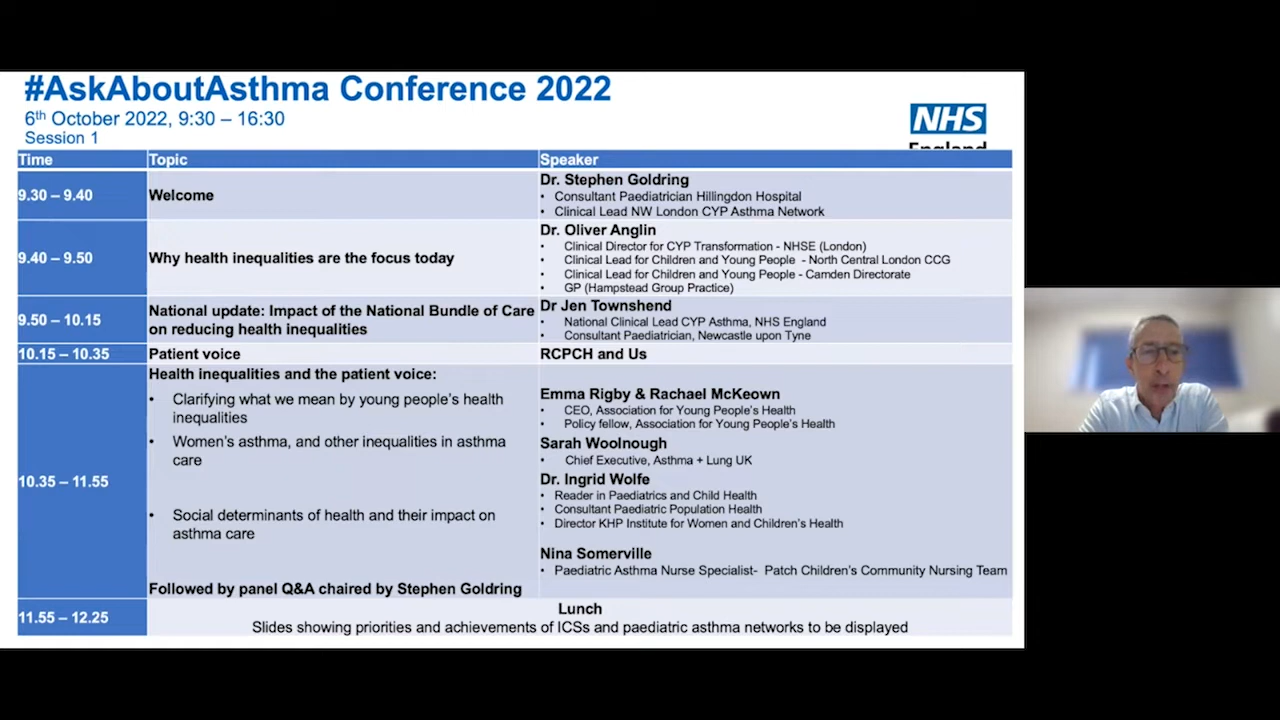 #AskAboutAsthma Conference 2022
6th October 2022, 9:30 – 16:30
Session 1
NHS
England
Time Topic Speaker
9.30 – 9.40
Welcome
Dr. Stephen Goldring
• Consultant Paediatrician Hillingdon Hospital
• Clinical Lead NW London CYP Asthma Network
9.40 – 9.50
Why health inequalities are the focus today
Dr. Oliver Anglin
• Clinical Director for CYP Transformation - NHSE (London)
• Clinical Lead for Children and Young People - North Central London CCG
• Clinical Lead for Children and Young People - Camden Directorate
• GP (Hampstead Group Practice)
9.50 – 10.15
National update: Impact of the National Bundle of Care
on reducing health inequalities
Dr Jen Townshend
• National Clinical Lead CYP Asthma, NHS England
• Consultant Paediatrician, Newcastle upon Tyne
10.15 – 10.35
Patient voice
RCPCH and Us
10.35 – 11.55
Health inequalities and the patient voice:
• Clarifying what we mean by young people's health
inequalities
• Women's asthma, and other inequalities in asthma
care
• Social determinants of health and their impact on
asthma care
Followed by panel Q&A chaired by Stephen Goldring
Emma Rigby & Rachael McKeown
• CEO, Association for Young People's Health
• Policy fellow, Association for Young People's Health
Sarah Woolnough
• Chief Executive, Asthma + Lung UK
Dr. Ingrid Wolfe
• Reader in Paediatrics and Child Health
• Consultant Paediatric Population Health
• Director KHP Institute for Women and Children's Health
Nina Somerville
• Paediatric Asthma Nurse Specialist- Patch Children's Community Nursing Team
11.55 – 12.25
Lunch
Slides showing priorities and achievements of ICSs and paediatric asthma networks to be displayed